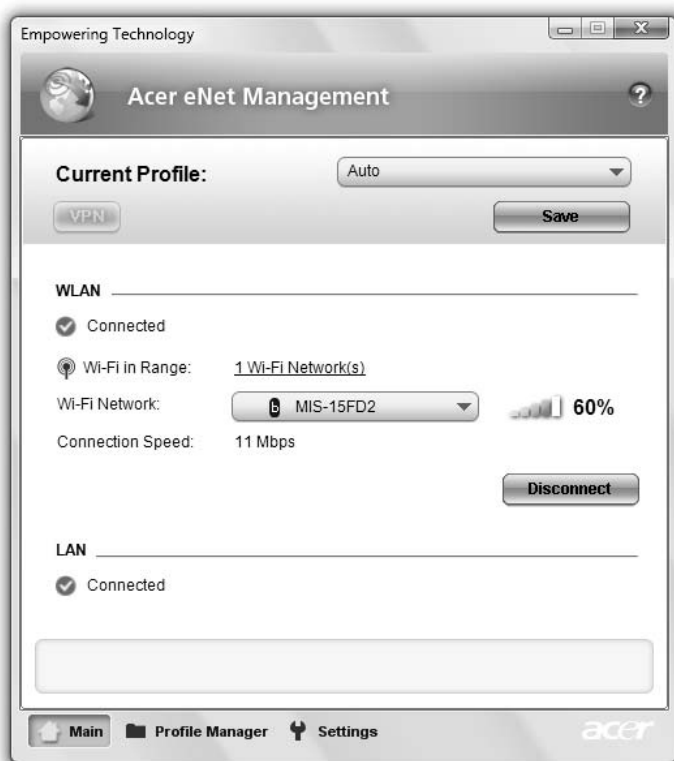 Empowering Technology
Acer eNet Management
?
Current Profile:
Auto
VPN
Save
WLAN
Connected
Wi-Fi in Range: 1 Wi-Fi Network(s)
Wi-Fi Network: b MIS-15FD2 60%
Connection Speed: 11 Mbps
Disconnect
LAN
Connected
Main Profile Manager Settings acer